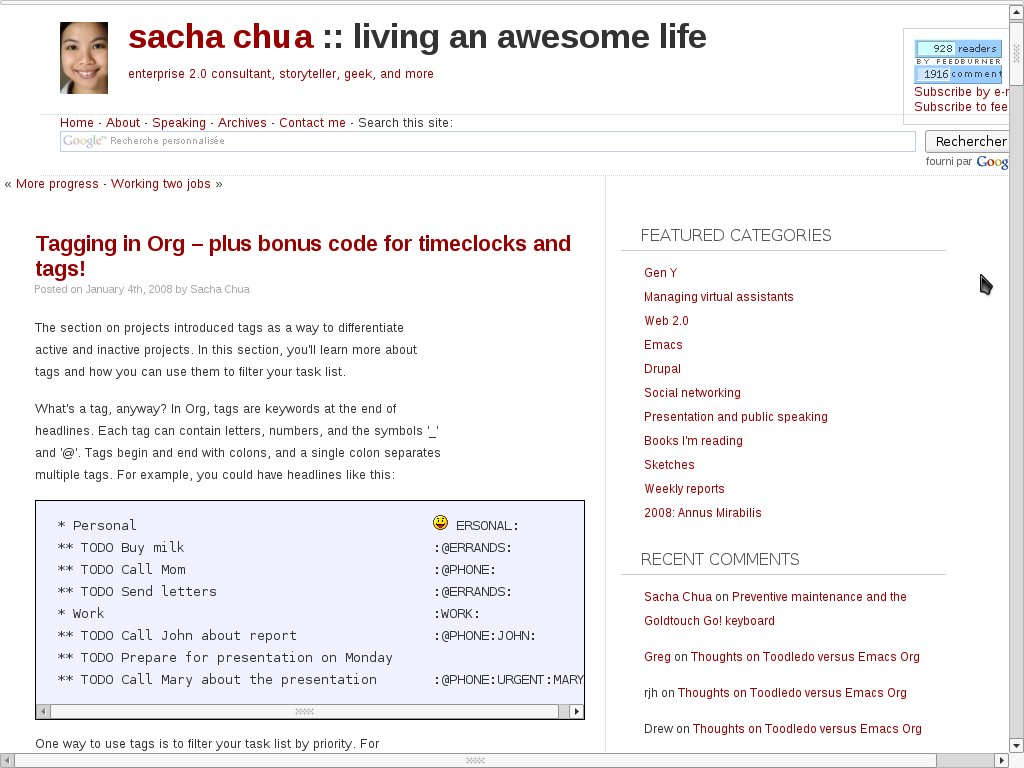 sacha chua :: living an awesome life
enterprise 2.0 consultant, storyteller, geek, and more
928 readers
BY FEEDBURNER
1916 comment
Subscribe by e-
Subscribe to fee
Home - About - Speaking - Archives - Contact me - Search this site:
Google™ Recherche personnalisée
Rechercher
fourni par Goog
« More progress - Working two jobs »
Tagging in Org – plus bonus code for timeclocks and
tags!
Posted on January 4th, 2008 by Sacha Chua
The section on projects introduced tags as a way to differentiate
active and inactive projects. In this section, you'll learn more about
tags and how you can use them to filter your task list.
What's a tag, anyway? In Org, tags are keywords at the end of
headlines. Each tag can contain letters, numbers, and the symbols '_'
and '@'. Tags begin and end with colons, and a single colon separates
multiple tags. For example, you could have headlines like this:
* Personal ERSONAL:
** TODO Buy milk :@ERRANDS:
** TODO Call Mom :@PHONE:
** TODO Send letters :@ERRANDS:
* Work :WORK:
** TODO Call John about report :@PHONE:JOHN:
** TODO Prepare for presentation on Monday
** TODO Call Mary about the presentation :@PHONE:URGENT:MARY
One way to use tags is to filter your task list by priority. For
FEATURED CATEGORIES
Gen Y
Managing virtual assistants
Web 2.0
Emacs
Drupal
Social networking
Presentation and public speaking
Books I'm reading
Sketches
Weekly reports
2008: Annus Mirabilis
RECENT COMMENTS
Sacha Chua on Preventive maintenance and the
Goldtouch Go! keyboard
Greg on Thoughts on Toodledo versus Emacs Org
rjh on Thoughts on Toodledo versus Emacs Org
Drew on Thoughts on Toodledo versus Emacs Org